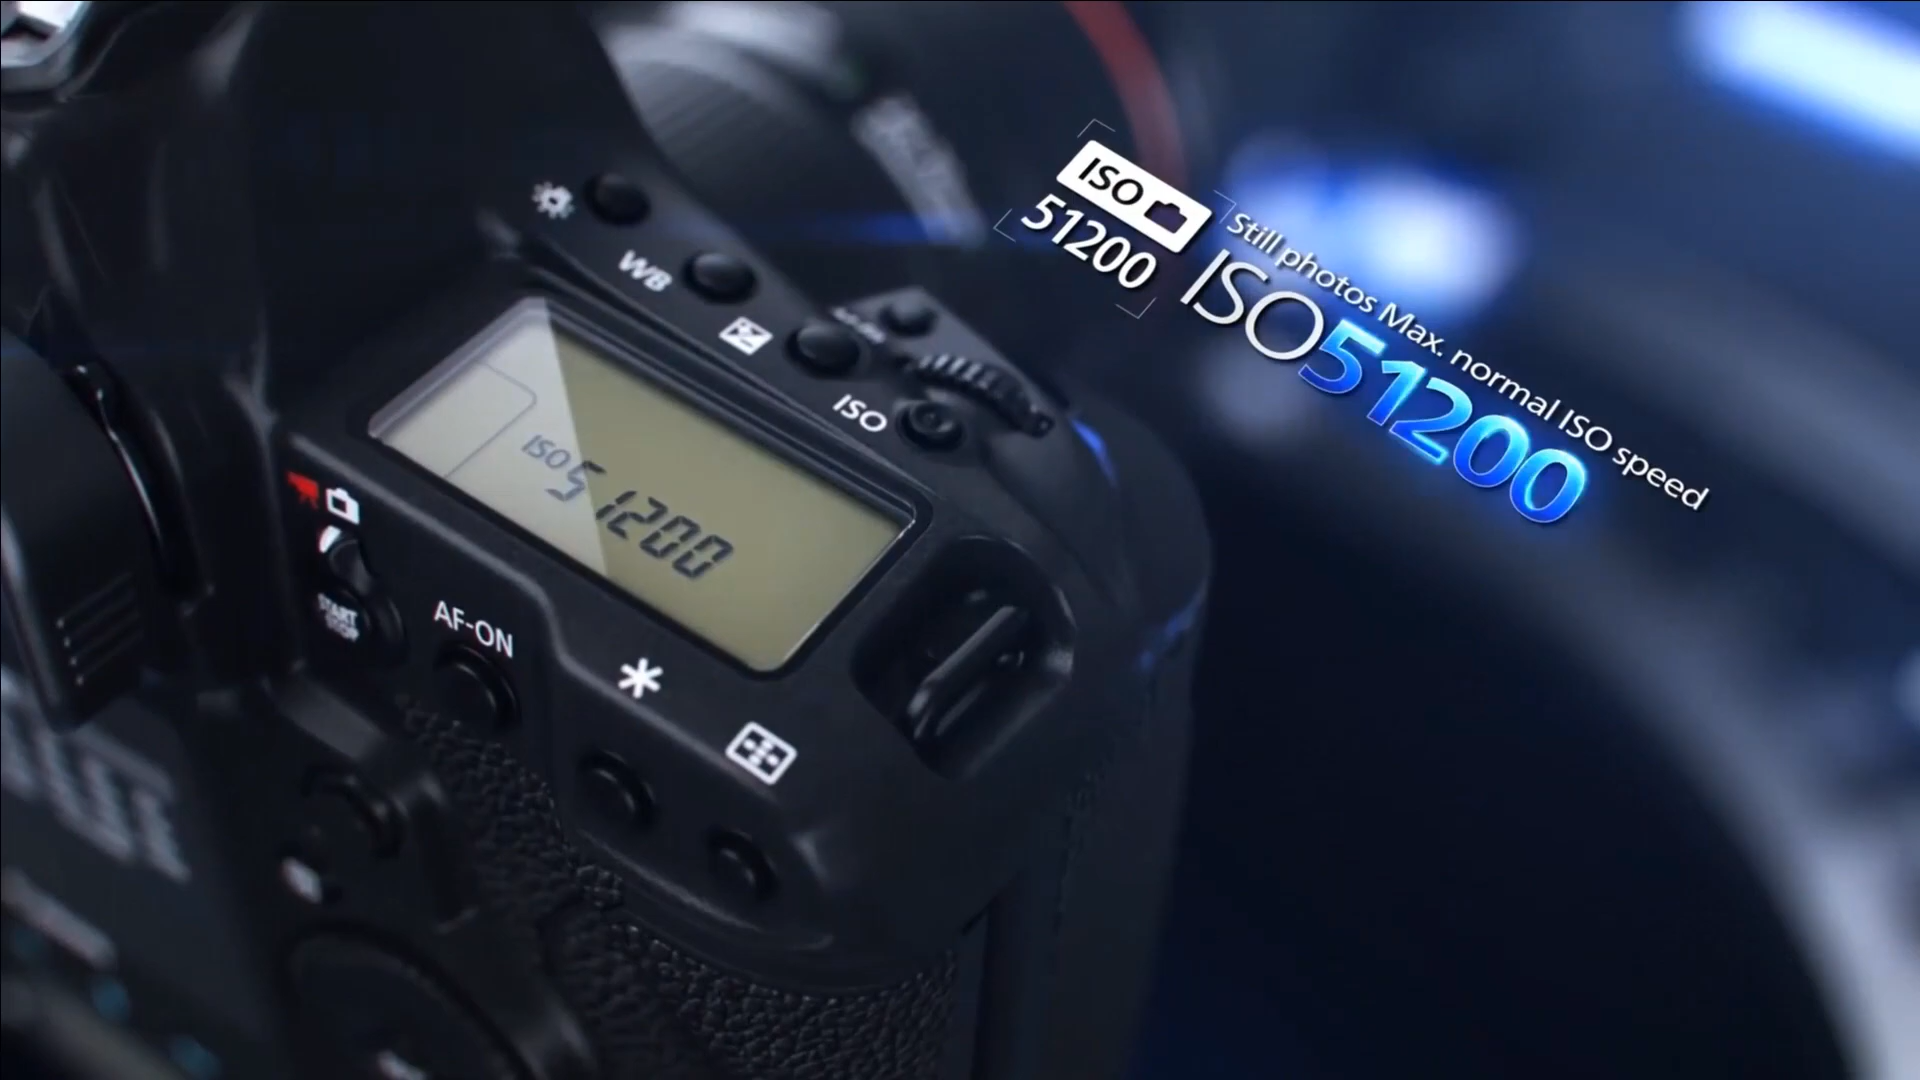 ISO
51200
Still photos Max. normal ISO speed
ISO51200
WB
ISO
ISO 51200
START
STOP
AF-ON